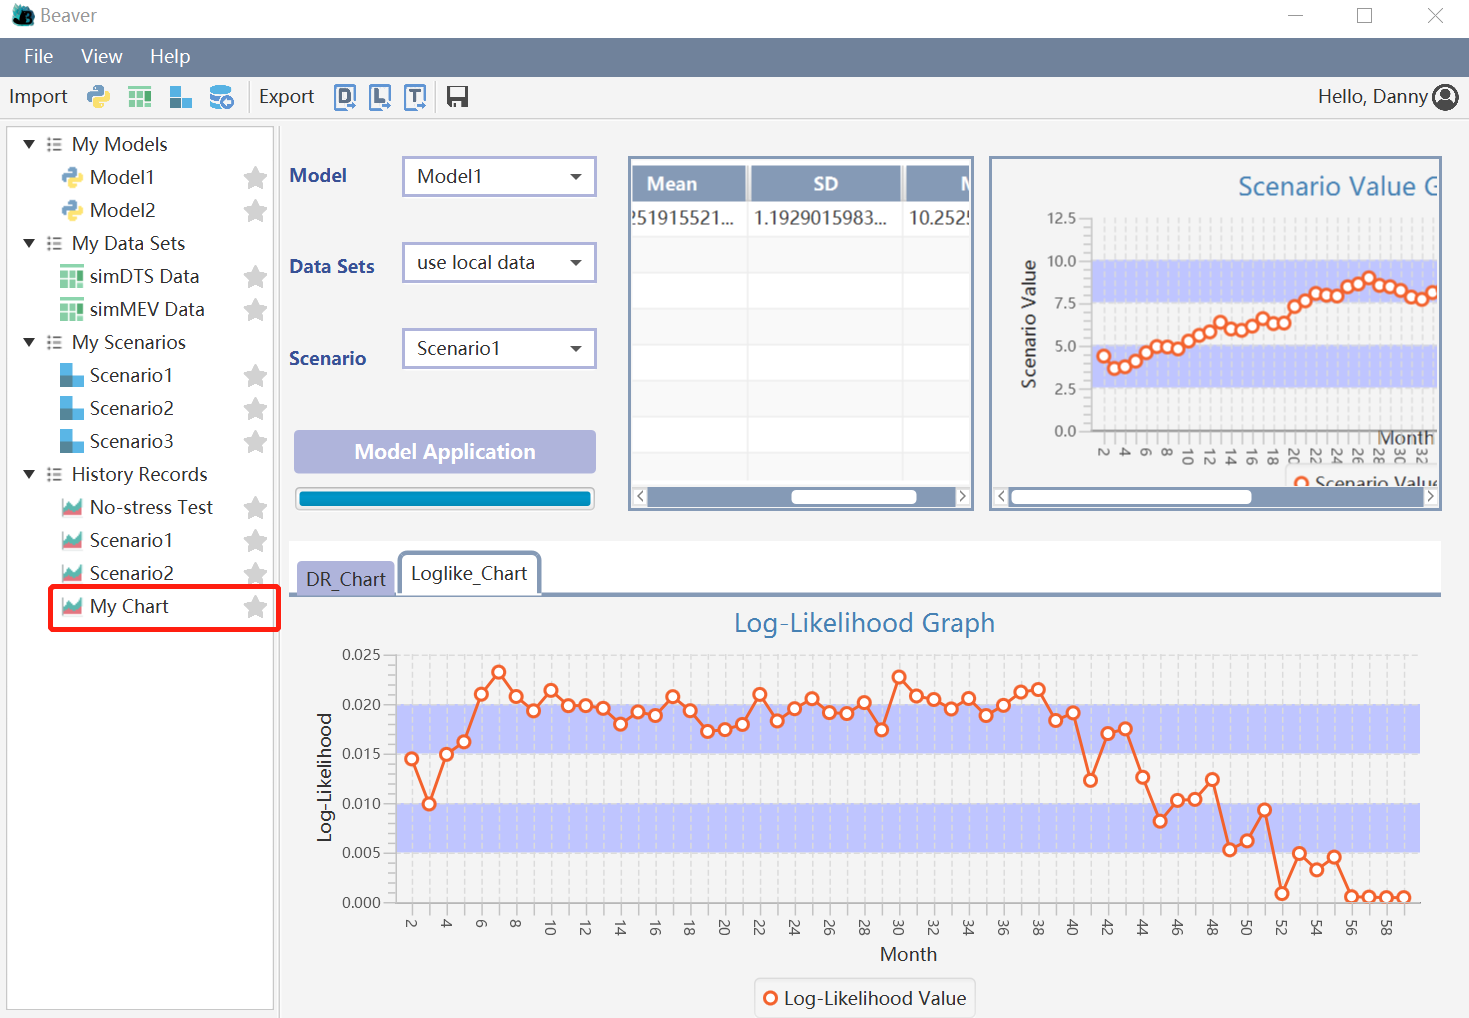 Beaver
File View Help
Import Export D L T Hello, Danny
My Models
Model1
Model2
My Data Sets
simDTS Data
simMEV Data
My Scenarios
Scenario1
Scenario2
Scenario3
History Records
No-stress Test
Scenario1
Scenario2
My Chart
Model Model1
Data Sets use local data
Scenario Scenario1
Model Application
Mean SD
251915521... 1.1929015983... 10.252
Scenario Value G
Scenario Value
12.5
10.0
7.5
5.0
2.5
0.0
2 4 6 8 10 12 14 16 18 20 22 24 26 28 30 32
Month
Scenario Value
DR_Chart Loglike_Chart
Log-Likelihood Graph
Log-Likelihood
0.025
0.020
0.015
0.010
0.005
0.000
2 4 6 8 10 12 14 16 18 20 22 24 26 28 30 32 34 36 38 40 42 44 46 48 50 52 54 56 58
Month
Log-Likelihood Value